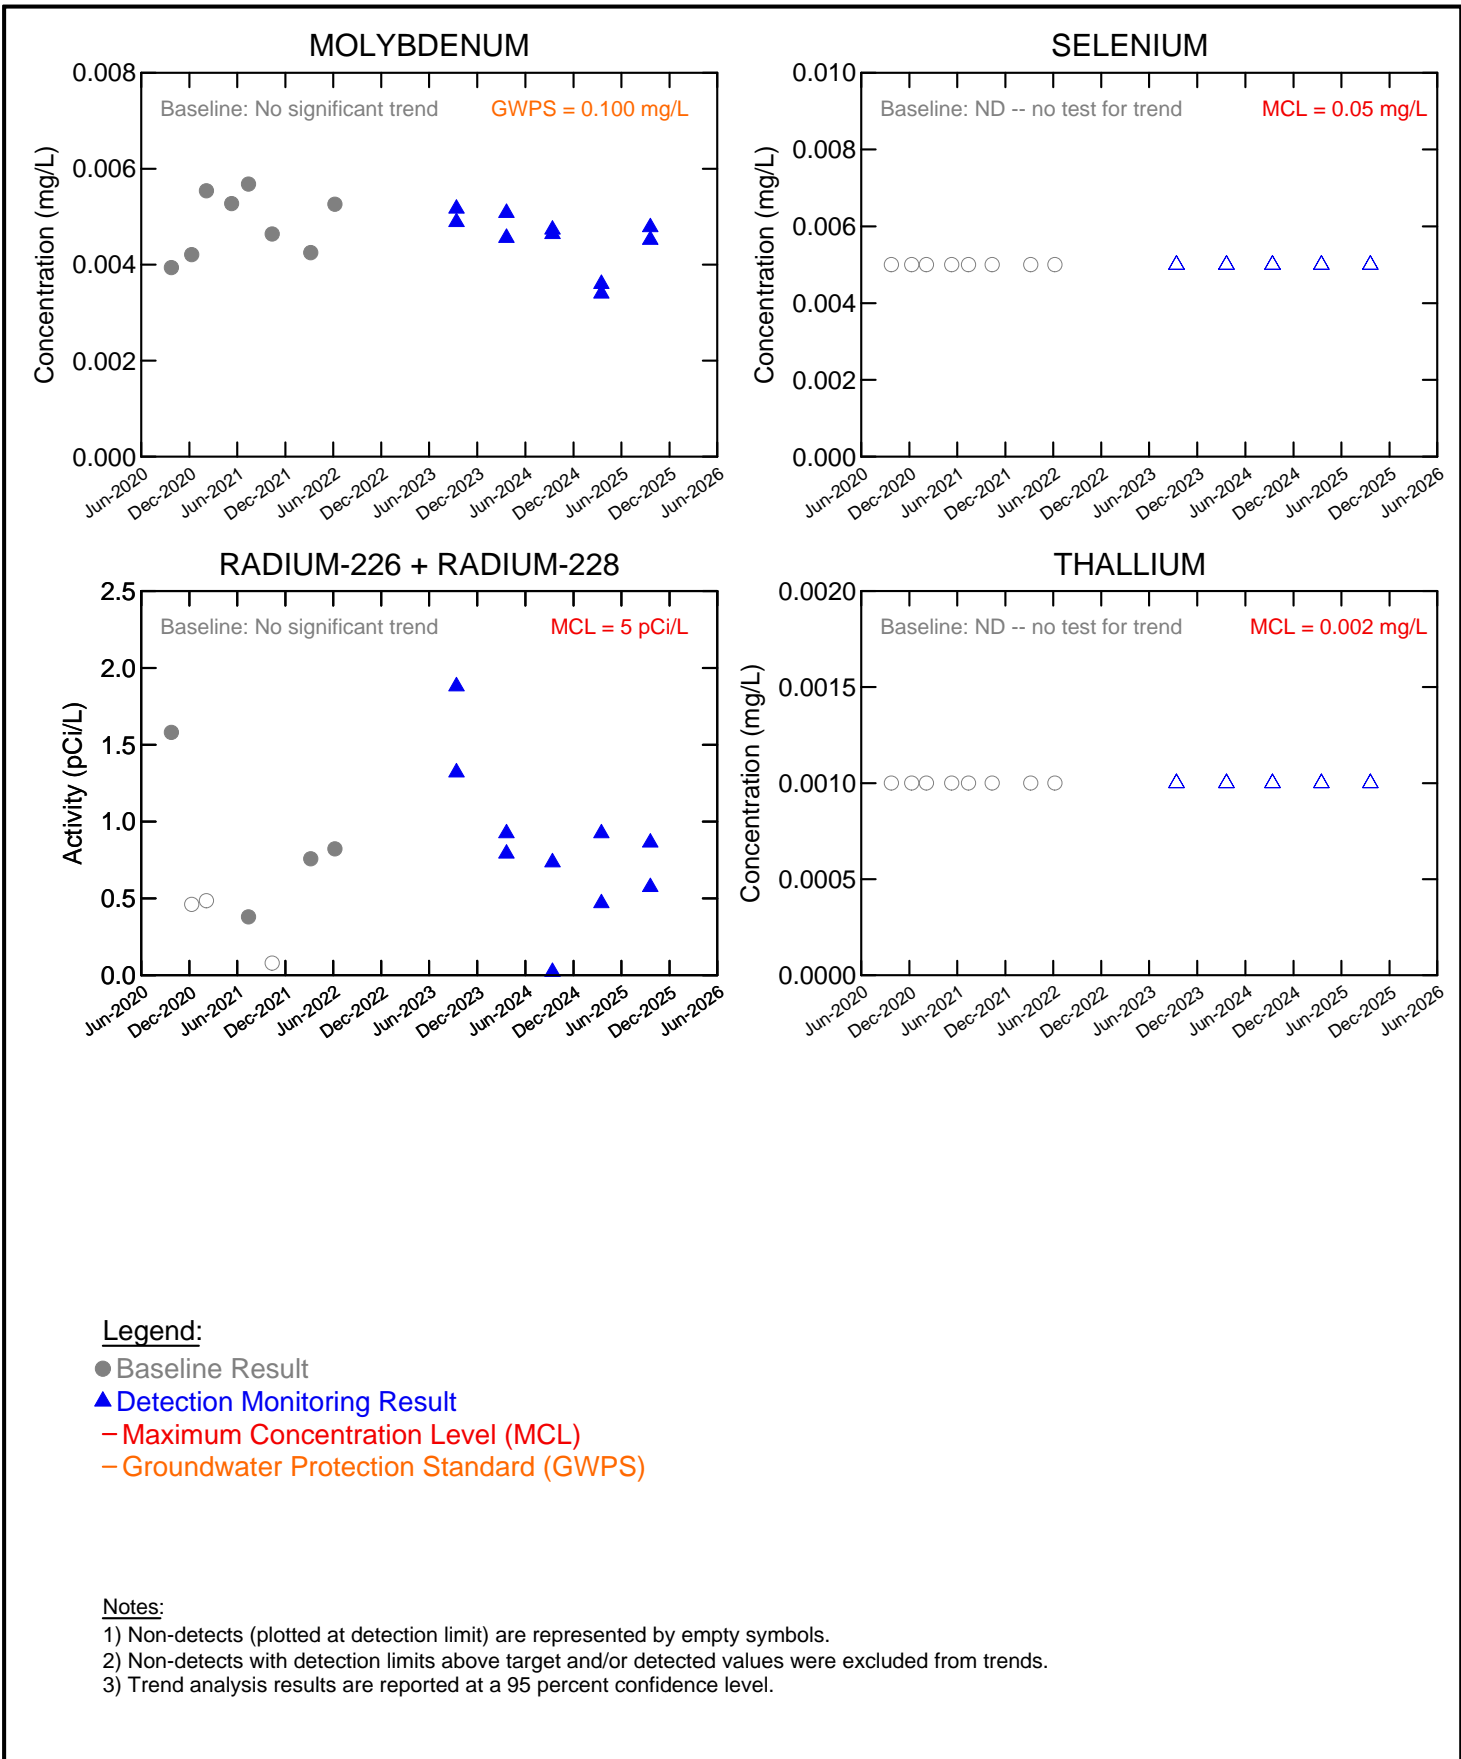 MOLYBDENUM
Concentration (mg/L)
0.008
0.006
0.004
0.002
0.000
Baseline: No significant trend
GWPS = 0.100 mg/L
Jun-2020
Dec-2020
Jun-2021
Dec-2021
Jun-2022
Dec-2022
Jun-2023
Dec-2023
Jun-2024
Dec-2024
Jun-2025
Dec-2025
Jun-2026
SELENIUM
Concentration (mg/L)
0.010
0.008
0.006
0.004
0.002
0.000
Baseline: ND -- no test for trend
MCL = 0.05 mg/L
Jun-2020
Dec-2020
Jun-2021
Dec-2021
Jun-2022
Dec-2022
Jun-2023
Dec-2023
Jun-2024
Dec-2024
Jun-2025
Dec-2025
Jun-2026
RADIUM-226 + RADIUM-228
Activity (pCi/L)
2.5
2.0
1.5
1.0
0.5
0.0
Baseline: No significant trend
MCL = 5 pCi/L
Jun-2020
Dec-2020
Jun-2021
Dec-2021
Jun-2022
Dec-2022
Jun-2023
Dec-2023
Jun-2024
Dec-2024
Jun-2025
Dec-2025
Jun-2026
THALLIUM
Concentration (mg/L)
0.0020
0.0015
0.0010
0.0005
0.0000
Baseline: ND -- no test for trend
MCL = 0.002 mg/L
Jun-2020
Dec-2020
Jun-2021
Dec-2021
Jun-2022
Dec-2022
Jun-2023
Dec-2023
Jun-2024
Dec-2024
Jun-2025
Dec-2025
Jun-2026
Legend:
Baseline Result
Detection Monitoring Result
Maximum Concentration Level (MCL)
Groundwater Protection Standard (GWPS)
Notes:
1) Non-detects (plotted at detection limit) are represented by empty symbols.
2) Non-detects with detection limits above target and/or detected values were excluded from trends.
3) Trend analysis results are reported at a 95 percent confidence level.